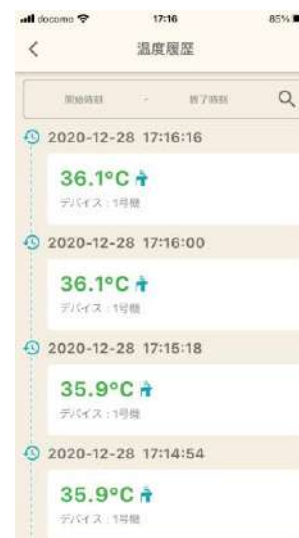 docomo 17:16 85%
温度履歴
開始時刻 - 終了時刻
2020-12-28 17:16:16
36.1°C
デバイス：1号機
2020-12-28 17:16:00
36.1°C
デバイス：1号機
2020-12-28 17:15:18
35.9°C
デバイス：1号機
2020-12-28 17:14:54
35.9°C
デバイス：1号機